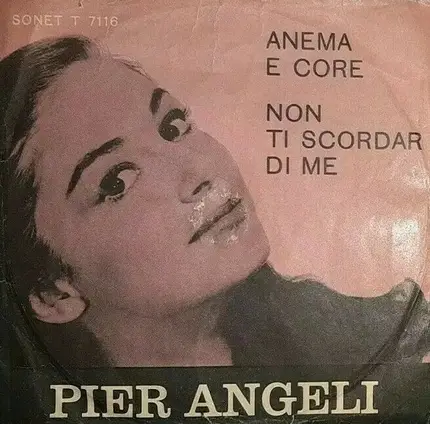 SONET T 7116
ANEMA
E CORE
NON
TI SCORDAR
DI ME
PIER ANGELI